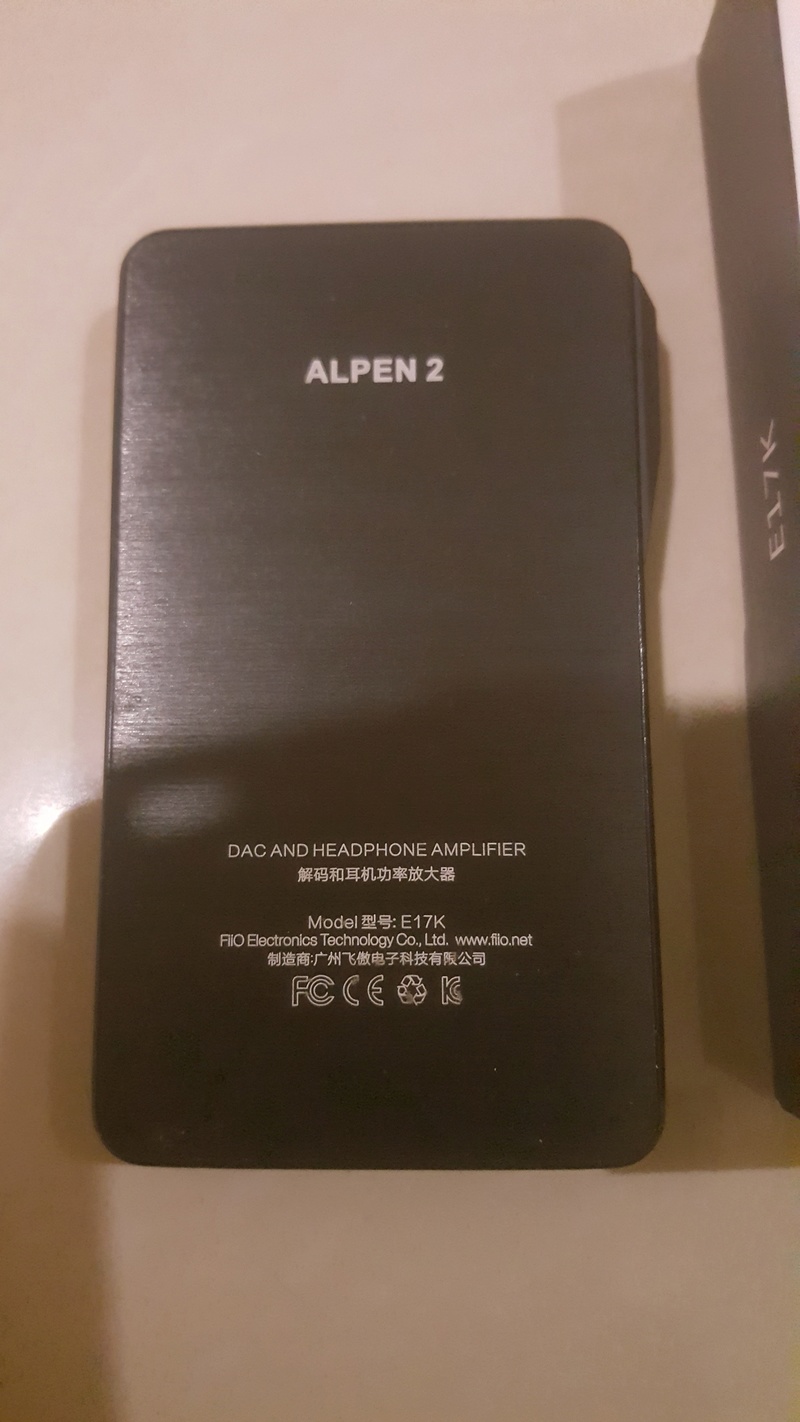 ALPEN 2
DAC AND HEADPHONE AMPLIFIER
解码和耳机功率放大器
Model 型号: E17K
FiiO Electronics Technology Co., Ltd. www.fiio.net
制造商:广州飞傲电子科技有限公司
FC CE K
E17K